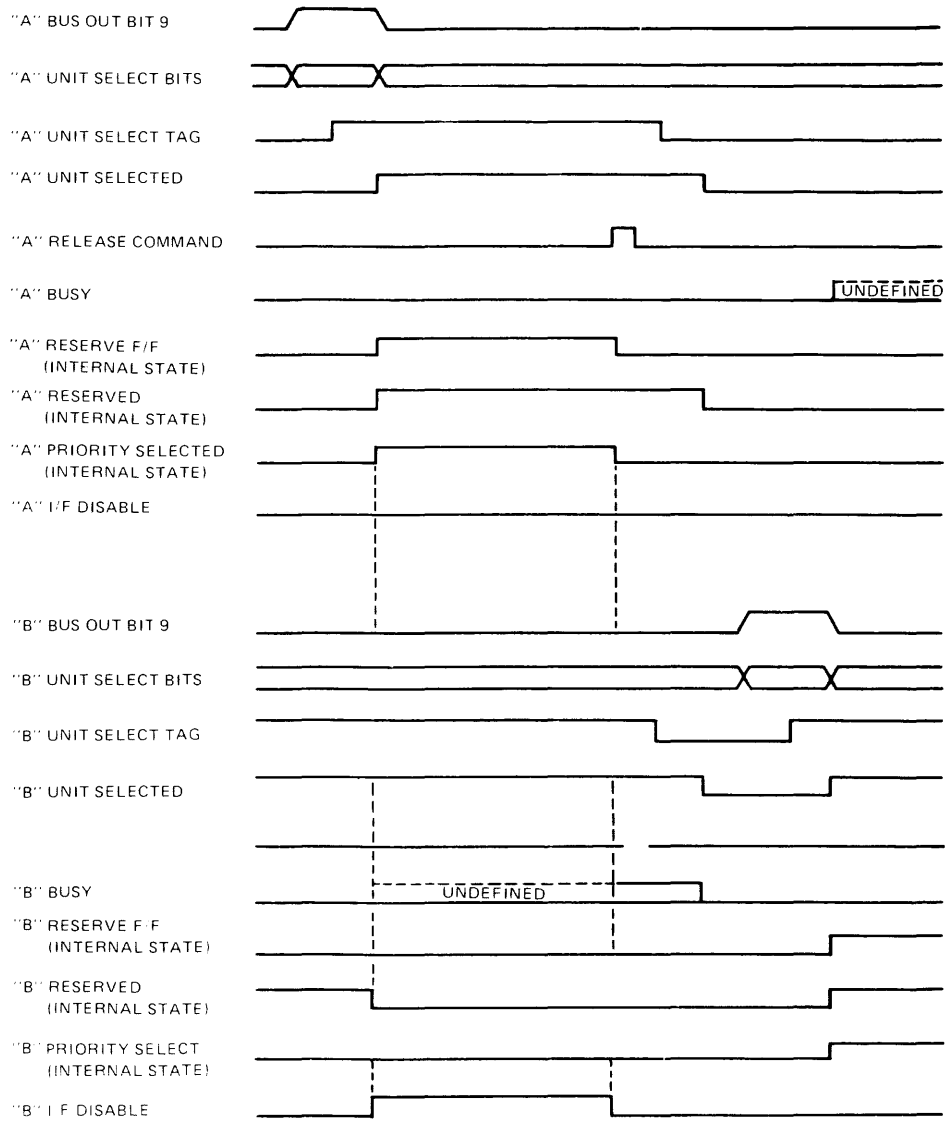 "A" BUS OUT BIT 9
"A" UNIT SELECT BITS
"A" UNIT SELECT TAG
"A" UNIT SELECTED
"A" RELEASE COMMAND
"A" BUSY
UNDEFINED
"A" RESERVE F/F
(INTERNAL STATE)
"A" RESERVED
(INTERNAL STATE)
"A" PRIORITY SELECTED
(INTERNAL STATE)
"A" I/F DISABLE
"B" BUS OUT BIT 9
"B" UNIT SELECT BITS
"B" UNIT SELECT TAG
"B" UNIT SELECTED
"B" BUSY
UNDEFINED
"B" RESERVE F/F
(INTERNAL STATE)
"B" RESERVED
(INTERNAL STATE)
"B" PRIORITY SELECT
(INTERNAL STATE)
"B" I F DISABLE